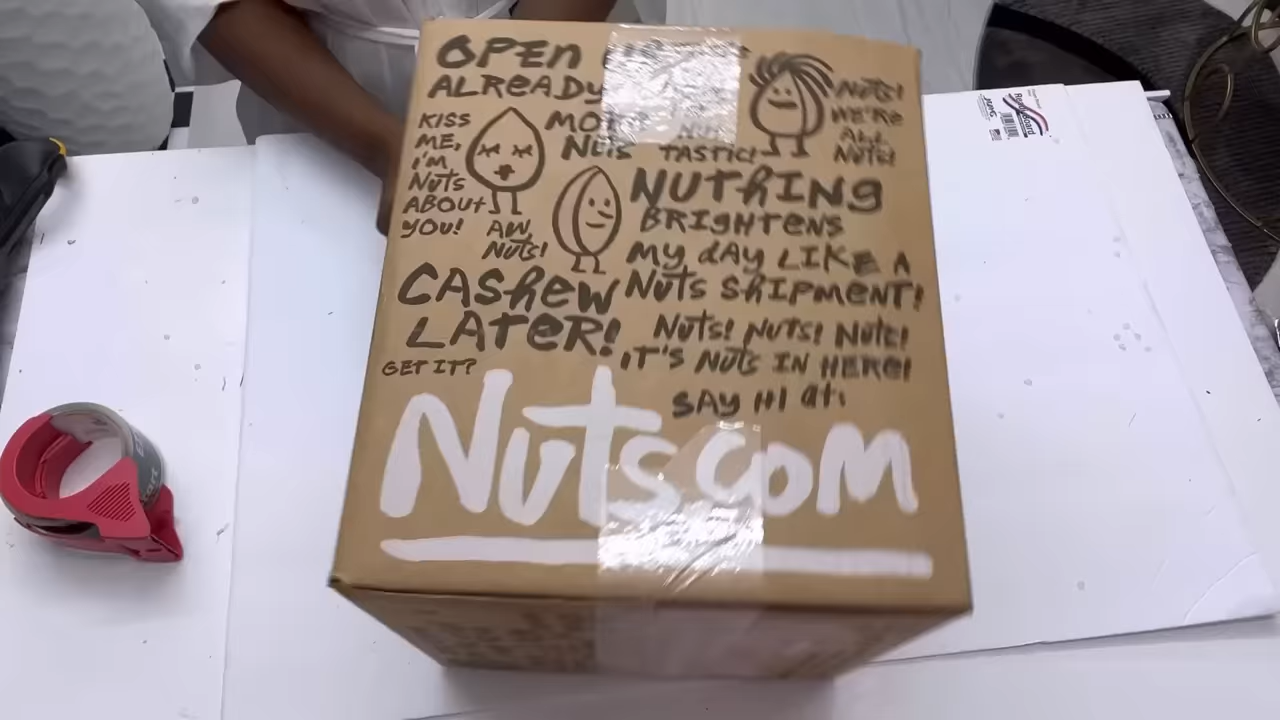 OPEN
ALREADY
KISS
ME,
I'M
NUTS
ABOUT
YOU!
AW,
NUTS!
NUTS!
WE'RE
ALL
NUTS!
TASTIC!
NUTHING
BRIGHTENS
MY DAY LIKE A
NUTS SHIPMENT!
CASHEW
LATER!
GET IT?
NUTS! NUTS! NUTS!
IT'S NUTS IN HERE!
SAY HI AT:
Nuts.com
ReadiBoard